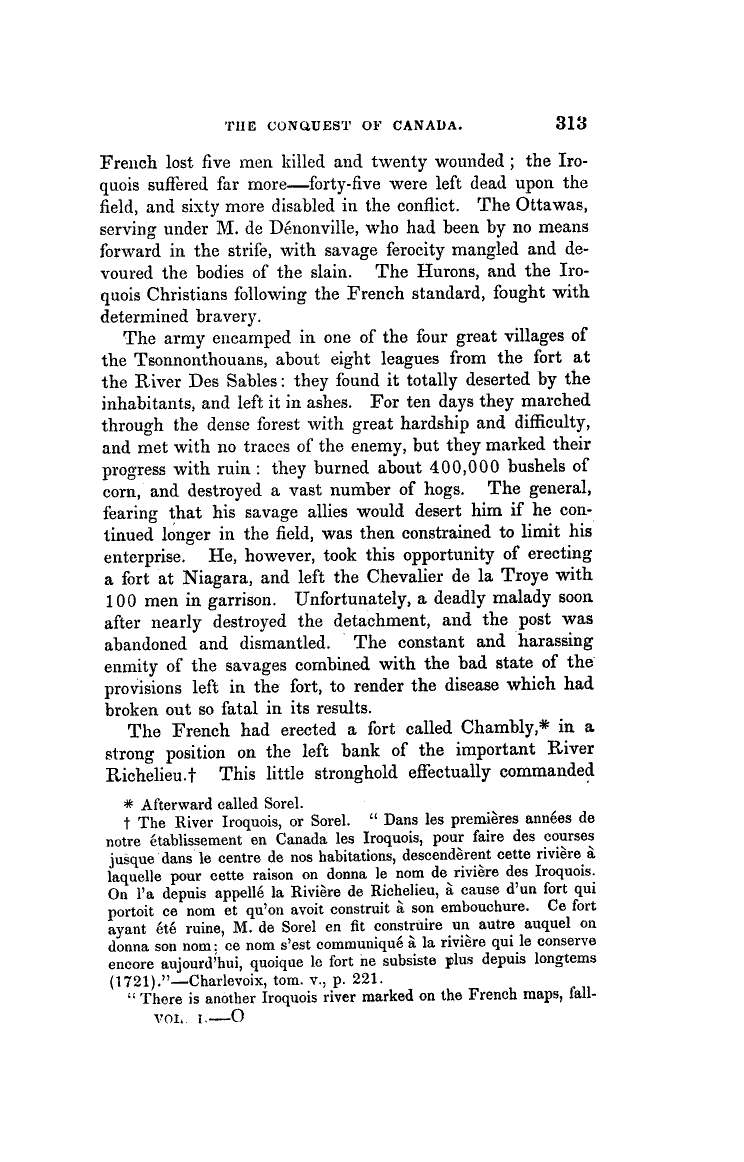 THE CONQUEST OF CANADA. 313
French lost five men killed and twenty wounded; the Iro-
quois suffered far more—forty-five were left dead upon the
field, and sixty more disabled in the conflict. The Ottawas,
serving under M. de Dénonville, who had been by no means
forward in the strife, with savage ferocity mangled and de-
voured the bodies of the slain. The Hurons, and the Iro-
quois Christians following the French standard, fought with
determined bravery.
The army encamped in one of the four great villages of
the Tsonnonthouans, about eight leagues from the fort at
the River Des Sables: they found it totally deserted by the
inhabitants, and left it in ashes. For ten days they marched
through the dense forest with great hardship and difficulty,
and met with no traces of the enemy, but they marked their
progress with ruin: they burned about 400,000 bushels of
corn, and destroyed a vast number of hogs. The general,
fearing that his savage allies would desert him if he con-
tinued longer in the field, was then constrained to limit his
enterprise. He, however, took this opportunity of erecting
a fort at Niagara, and left the Chevalier de la Troye with
100 men in garrison. Unfortunately, a deadly malady soon
after nearly destroyed the detachment, and the post was
abandoned and dismantled. The constant and harassing
enmity of the savages combined with the bad state of the
provisions left in the fort, to render the disease which had
broken out so fatal in its results.
The French had erected a fort called Chambly,* in a
strong position on the left bank of the important River
Richelieu.† This little stronghold effectually commanded
* Afterward called Sorel.
† The River Iroquois, or Sorel. "Dans les premières années de
notre établissement en Canada les Iroquois, pour faire des courses
jusque dans le centre de nos habitations, descendèrent cette rivière à
laquelle pour cette raison on donna le nom de rivière des Iroquois.
On l'a depuis appellé la Rivière de Richelieu, à cause d'un fort qui
portoit ce nom et qu'on avoit construit à son embouchure. Ce fort
ayant été ruine, M. de Sorel en fit construire un autre auquel on
donna son nom: ce nom s'est communiqué à la rivière qui le conserve
encore aujourd'hui, quoique le fort ne subsiste plus depuis longtems
(1721)."—Charlevoix, tom. v., p. 221.
"There is another Iroquois river marked on the French maps, fall-
VOL. I.—O